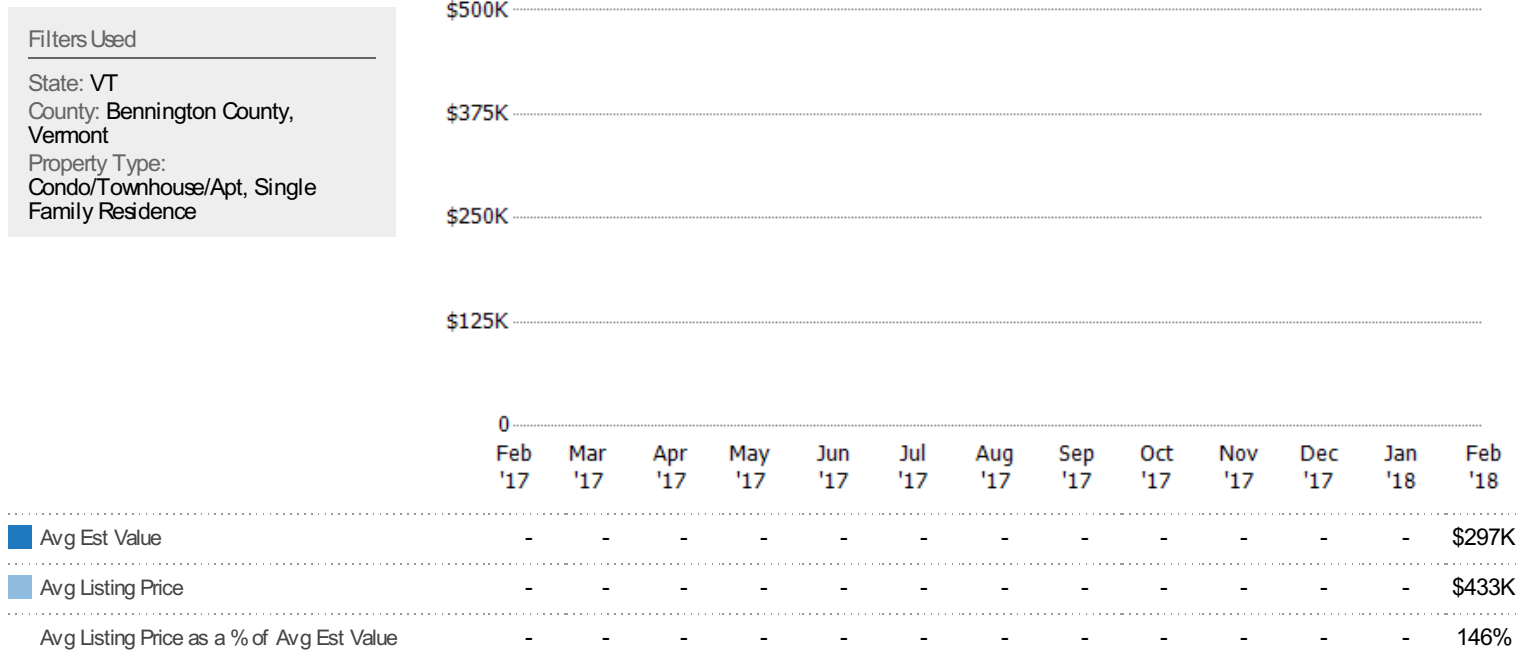 Filters Used
State: VT
County: Bennington County,
Vermont
Property Type:
Condo/Townhouse/Apt, Single
Family Residence
$500K
$375K
$250K
$125K
0
Feb Mar Apr May Jun Jul Aug Sep Oct Nov Dec Jan Feb
'17 '17 '17 '17 '17 '17 '17 '17 '17 '17 '17 '18 '18
Avg Est Value - - - - - - - - - - - - $297K
Avg Listing Price - - - - - - - - - - - - $433K
Avg Listing Price as a % of Avg Est Value - - - - - - - - - - - - 146%